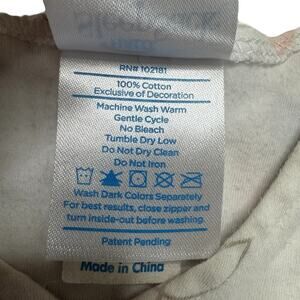 RN# 102181
100% Cotton
Exclusive of Decoration
Machine Wash Warm
Gentle Cycle
No Bleach
Tumble Dry Low
Do Not Dry Clean
Do Not Iron
Wash Dark Colors Separately
For best results, close zipper and
turn inside-out before washing.
Patent Pending
Made in China